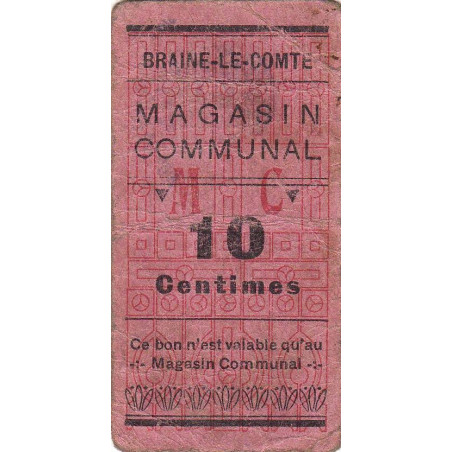 BRAINE-LE-COMTE
MAGASIN
COMMUNAL
M C
10
Centimes
Ce bon n'est valable qu'au
-:- Magasin Communal -:-